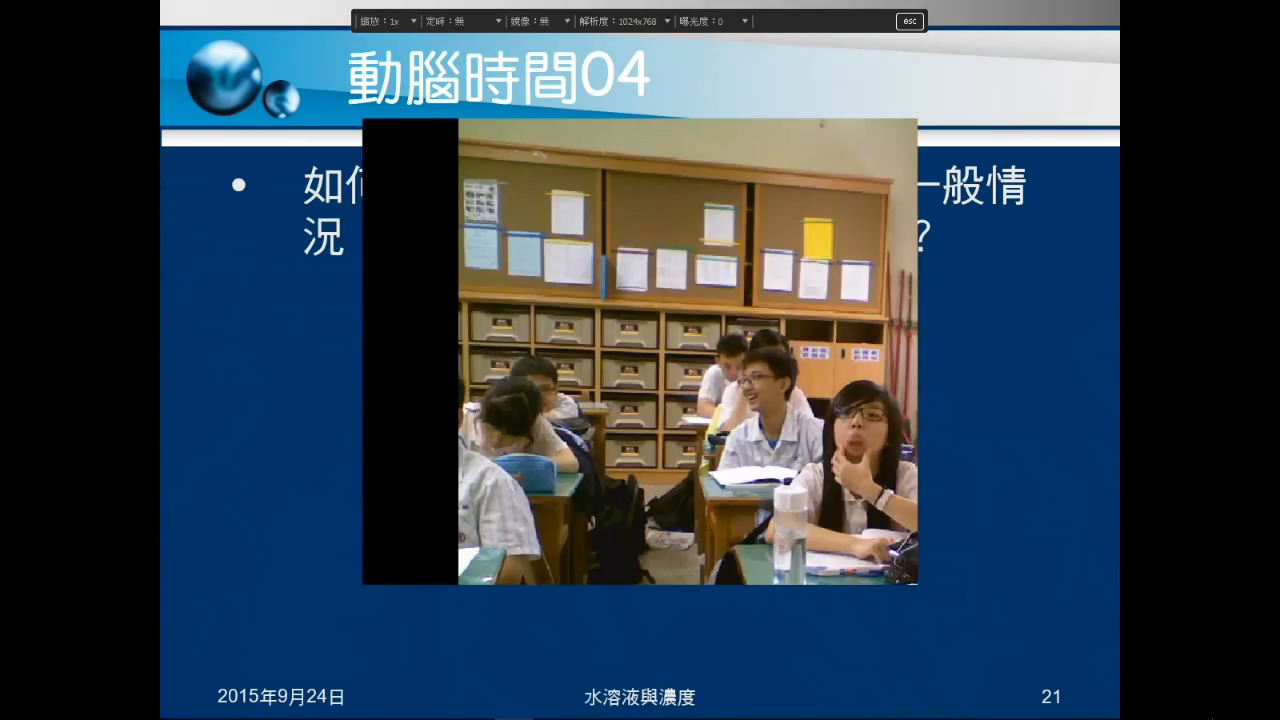 縮放：1x 定時：無 鏡像：無 解析度：1024x768 曝光度：0 esc
動腦時間04
• 如何 一般情
況 ？
2015年9月24日 水溶液與濃度 21